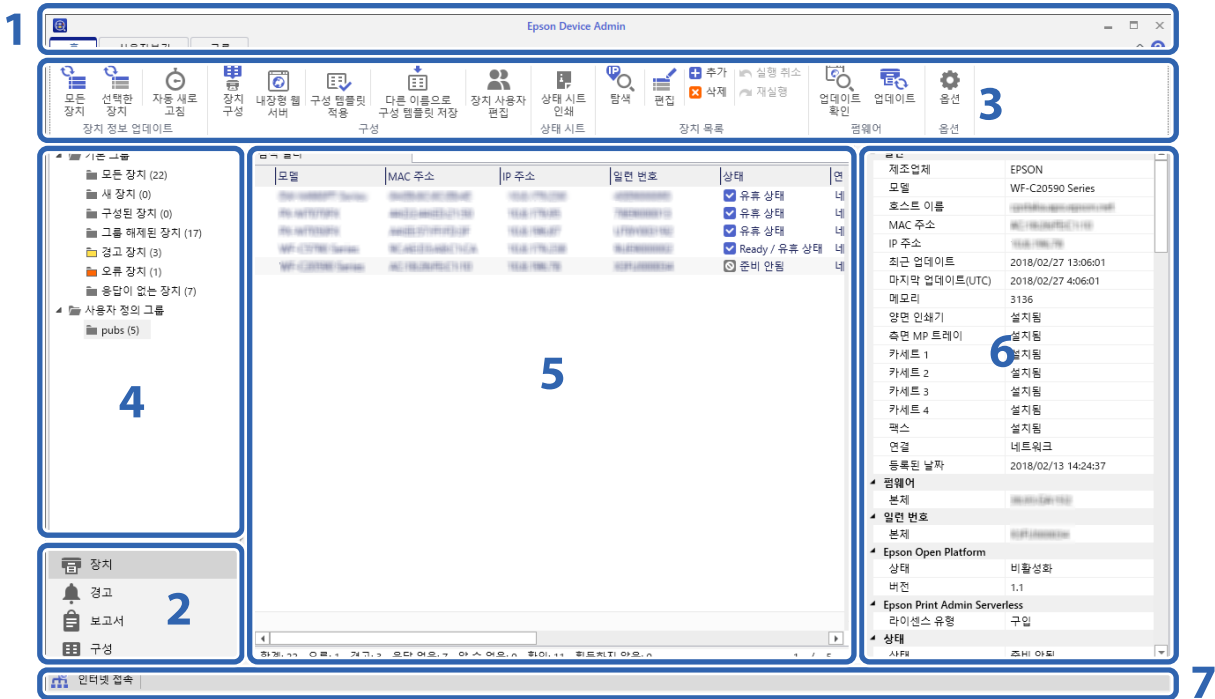 1
Epson Device Admin
모든 장치
선택한 장치
자동 새로 고침
장치 정보 업데이트
장치 구성
내장형 웹 서버
구성 템플릿 적용
다른 이름으로 구성 템플릿 저장
장치 사용자 편집
구성
상태 시트 인쇄
상태 시트
IP
탐색
편집
추가
삭제
실행 취소
재실행
장치 목록
업데이트 확인
업데이트
펌웨어
옵션
옵션
3
기본 그룹
모든 장치 (22)
새 장치 (0)
구성된 장치 (0)
그룹 해제된 장치 (17)
경고 장치 (3)
오류 장치 (1)
응답이 없는 장치 (7)
사용자 정의 그룹
pubs (5)
4
장치
경고
보고서
구성
2
모델 MAC 주소 IP 주소 일련 번호 상태 연
유휴 상태 네
유휴 상태 네
유휴 상태 네
Ready / 유휴 상태 네
준비 안됨 네
5
제조업체 EPSON
모델 WF-C20590 Series
호스트 이름
MAC 주소
IP 주소
최근 업데이트 2018/02/27 13:06:01
마지막 업데이트(UTC) 2018/02/27 4:06:01
메모리 3136
양면 인쇄기 설치됨
측면 MP 트레이 설치됨
카세트 1 설치됨
카세트 2 설치됨
카세트 3 설치됨
카세트 4 설치됨
팩스 설치됨
연결 네트워크
등록된 날짜 2018/02/13 14:24:37
펌웨어
본체
일련 번호
본체
Epson Open Platform
상태 비활성화
버전 1.1
Epson Print Admin Serverless
라이센스 유형 구입
상태
상태 준비 안됨
6
인터넷 접속
7